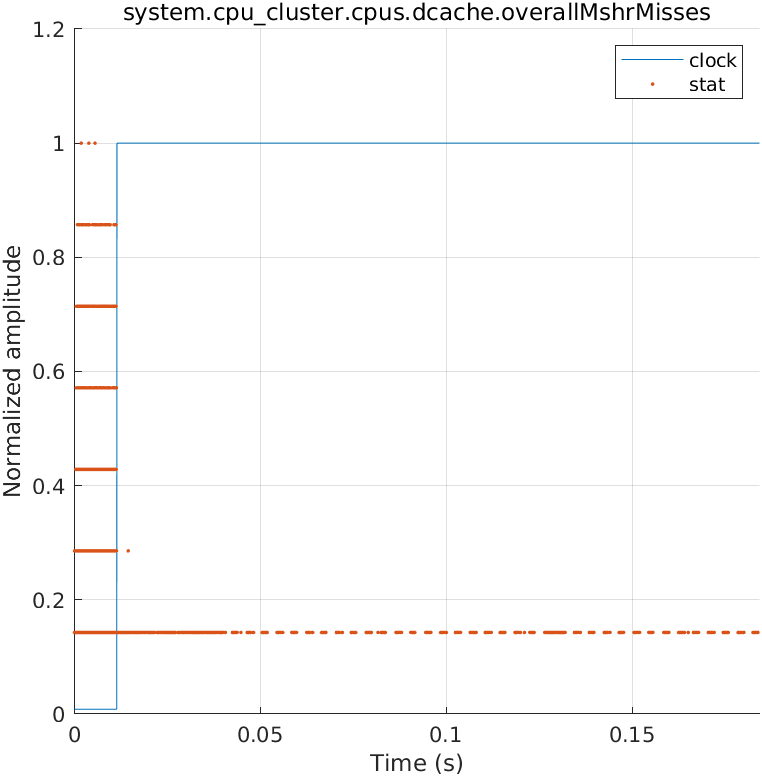 system.cpu_cluster.cpus.dcache.overallMshrMisses
1.2
clock
stat
1
0.8
0.6
0.4
0.2
0
Normalized amplitude
0
0.05
0.1
0.15
Time (s)